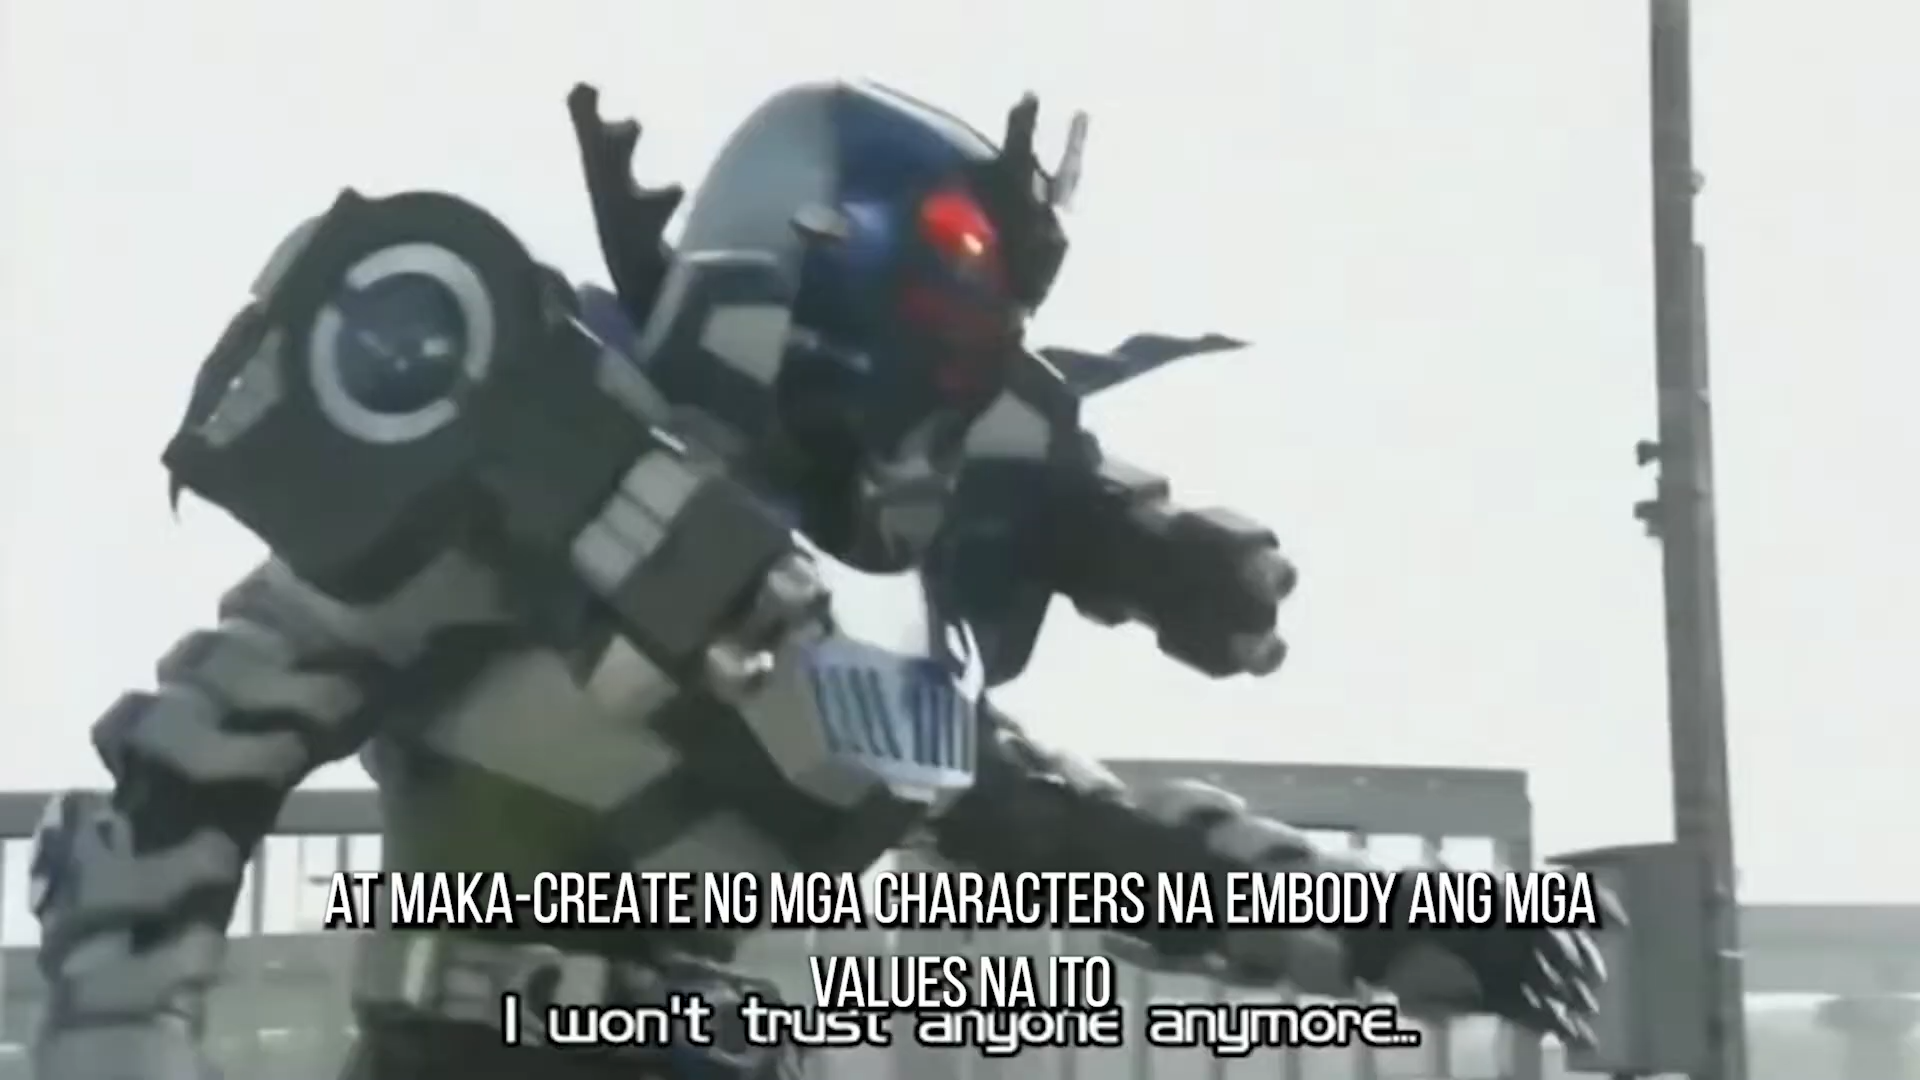 AT MAKA-CREATE NG MGA CHARACTERS NA EMBODY ANG MGA
VALUES NA ITO
I won't trust anyone anymore...